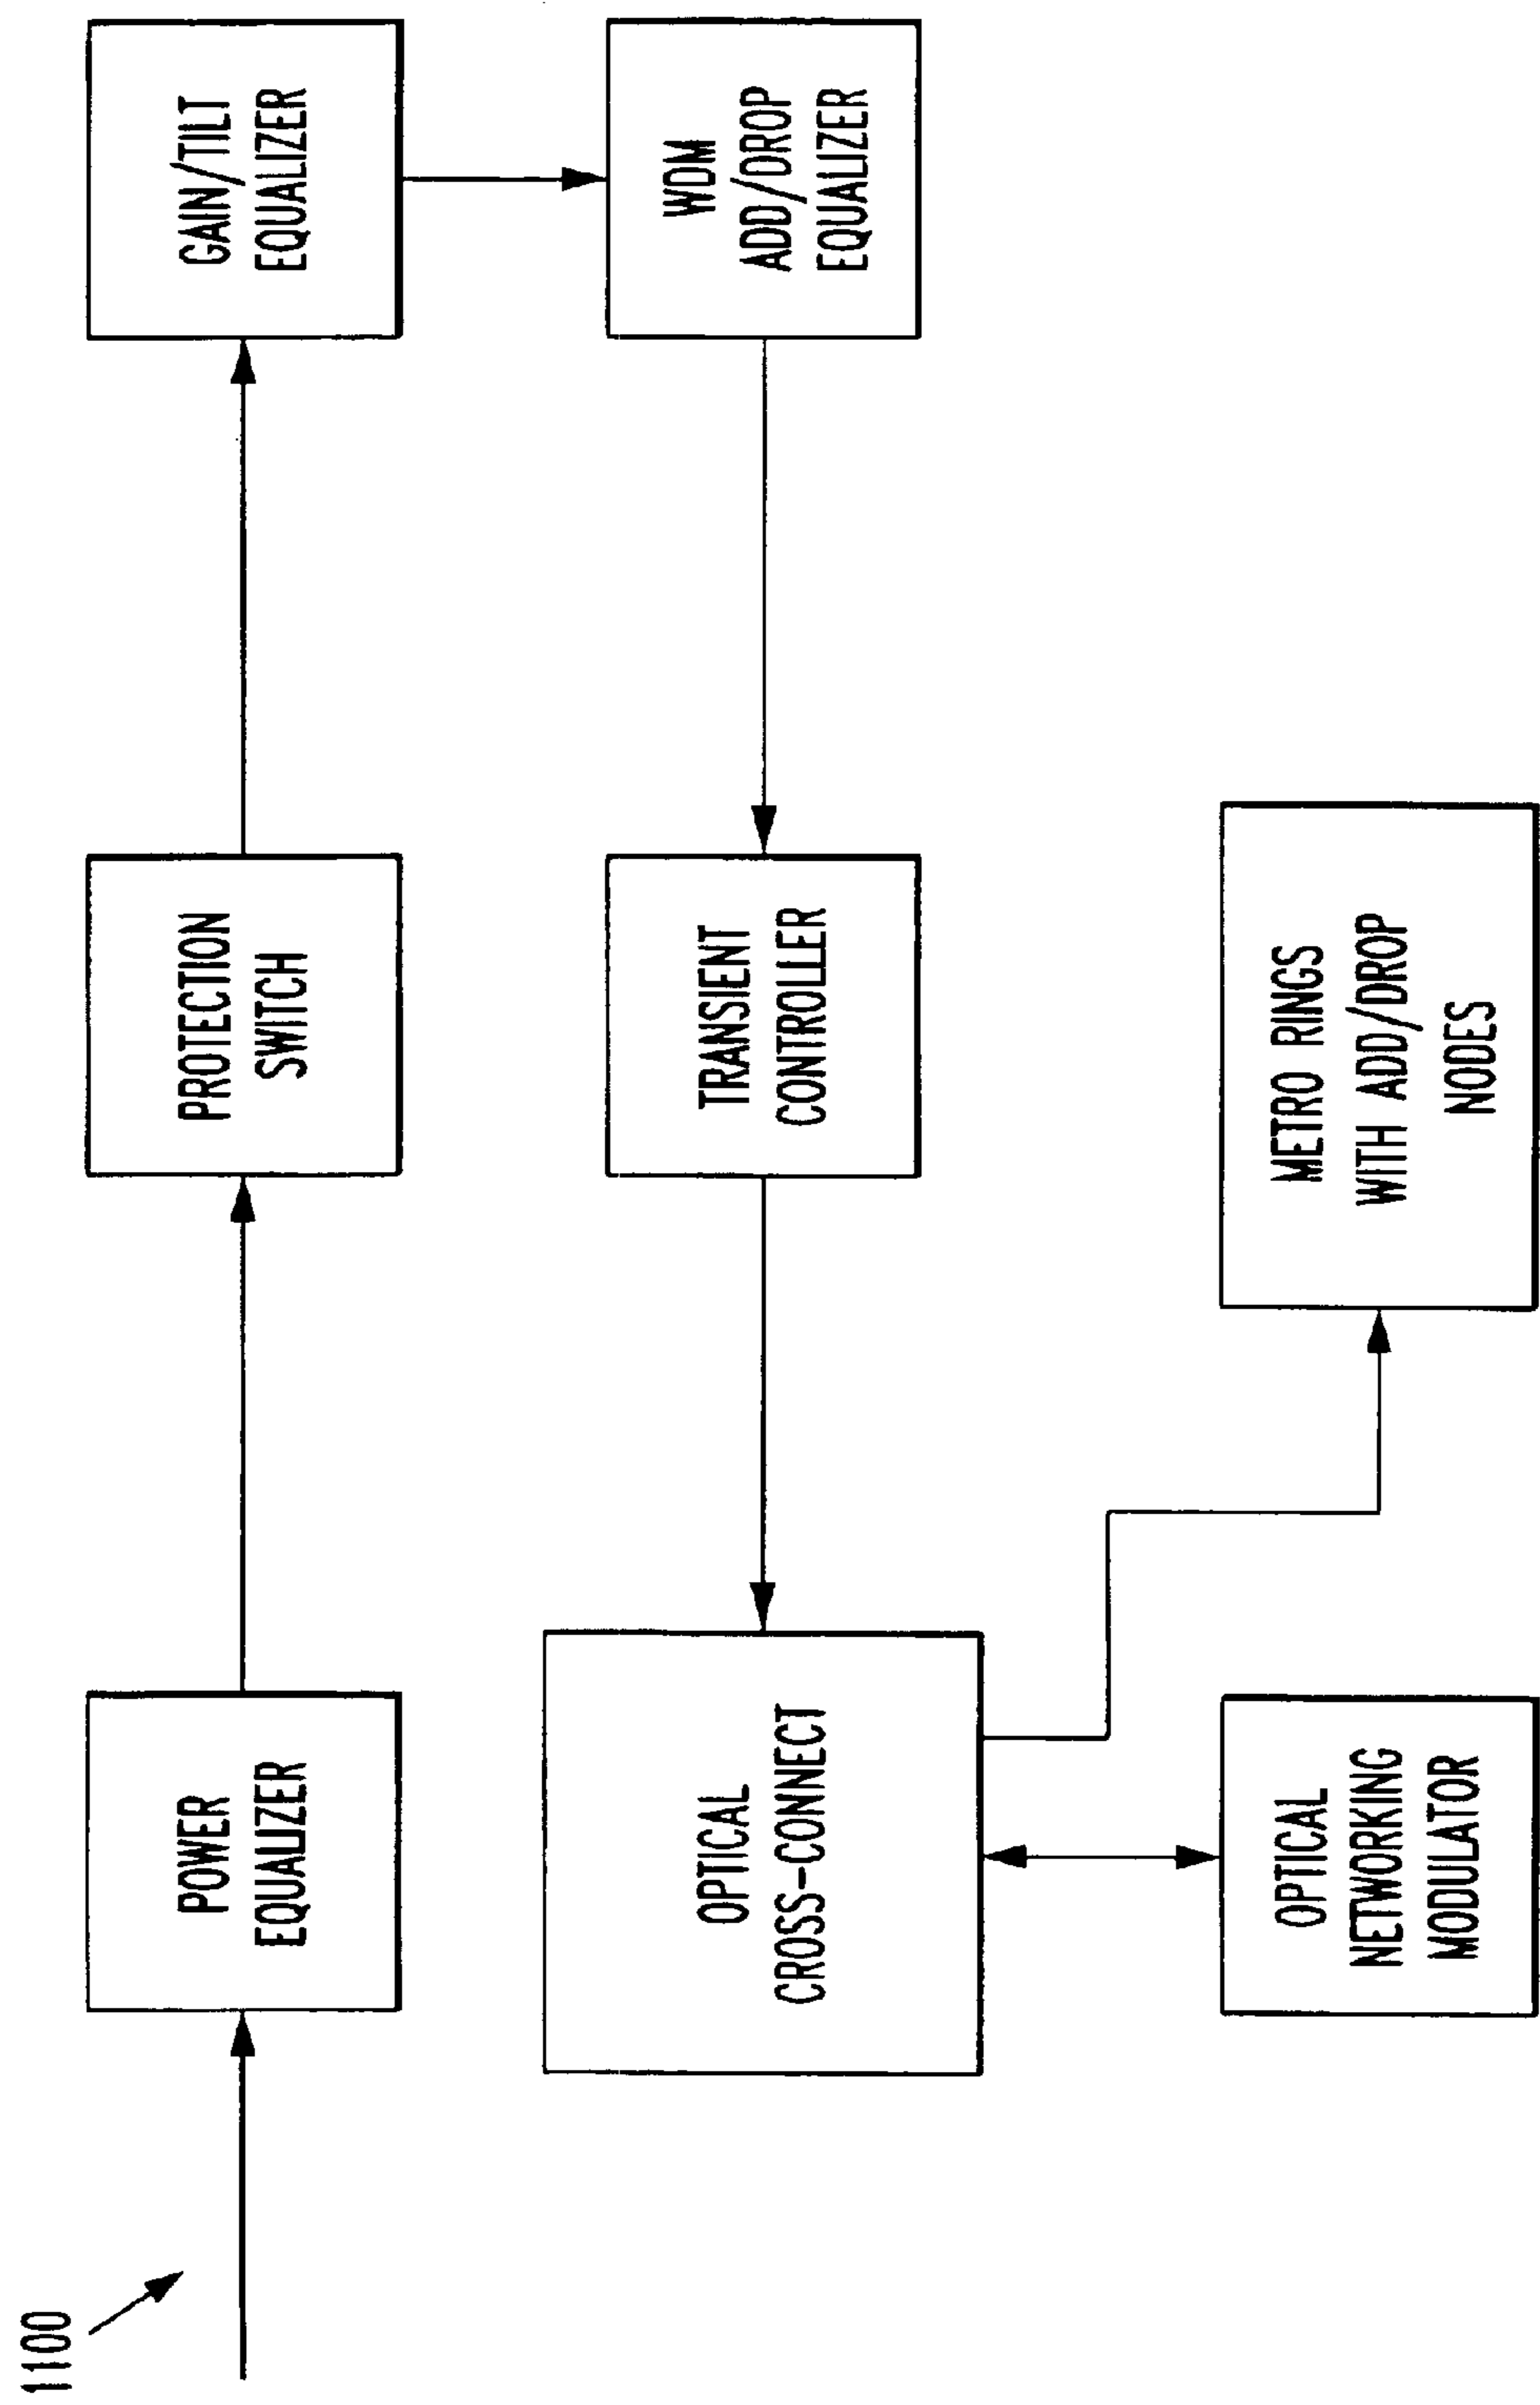 1100
POWER
EQUALIZER
PROTECTION
SWITCH
GAIN/TILT
EQUALIZER
OPTICAL
CROSS-CONNECT
TRANSIENT
CONTROLLER
WDM
ADD/DROP
EQUALIZER
OPTICAL
NETWORKING
MODULATOR
METRO RINGS
WITH ADD/DROP
NODES